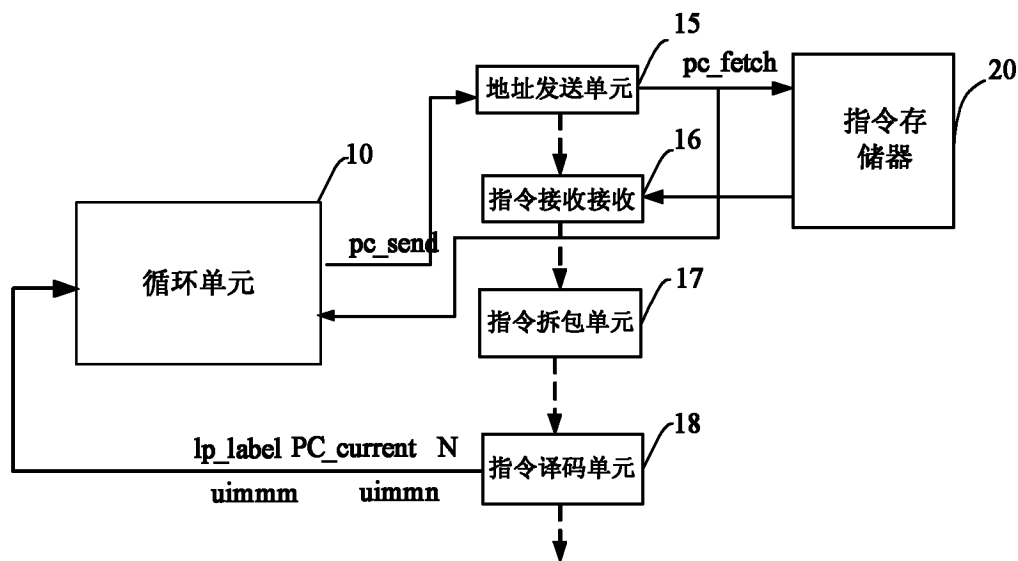 15
地址发送单元
pc_fetch
20
指令存
储器
16
指令接收接收
10
pc_send
循环单元
17
指令拆包单元
18
lp_label PC_current N
指令译码单元
uimmm uimmn